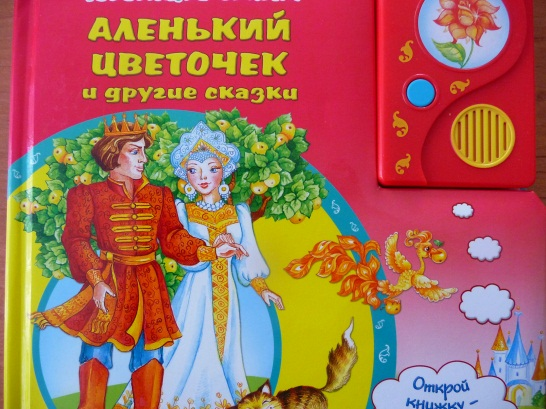 АЛЕНЬКИЙ
ЦВЕТОЧЕК
и другие сказки
Открой
книжку -